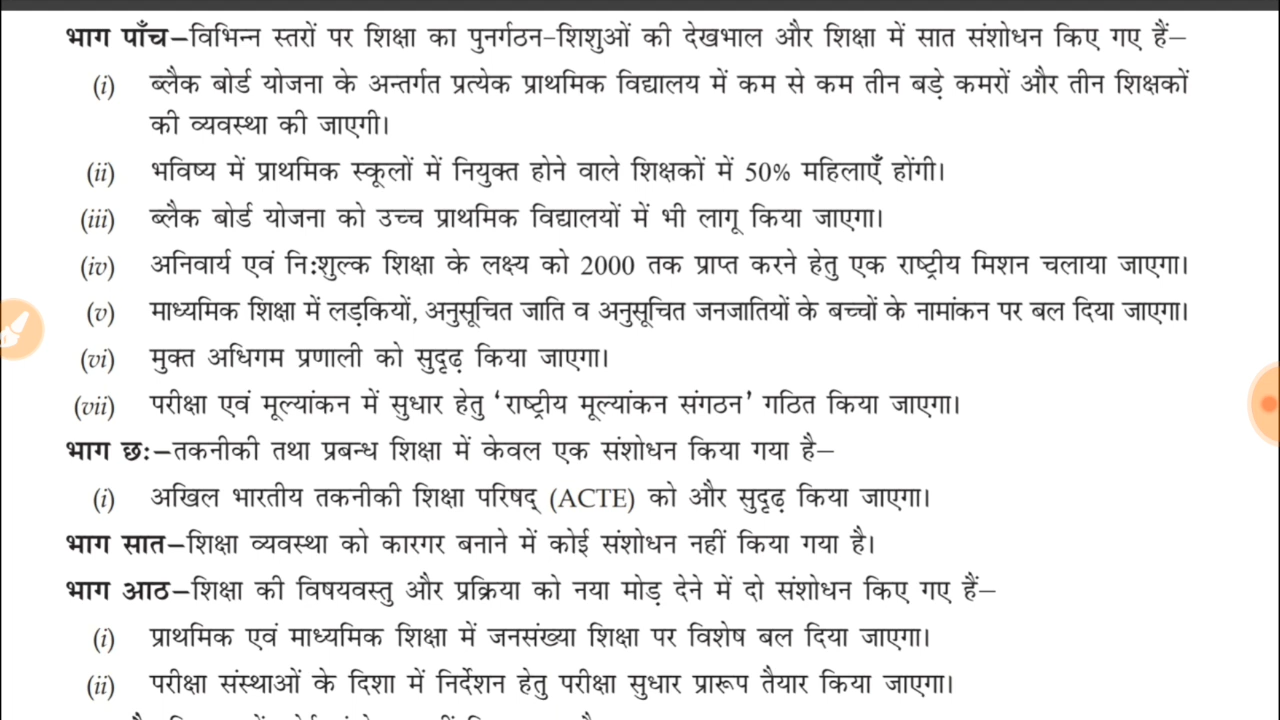 भाग पाँच–विभिन्न स्तरों पर शिक्षा का पुनर्गठन-शिशुओं की देखभाल और शिक्षा में सात संशोधन किए गए हैं–
(i) ब्लैक बोर्ड योजना के अन्तर्गत प्रत्येक प्राथमिक विद्यालय में कम से कम तीन बड़े कमरों और तीन शिक्षकों
की व्यवस्था की जाएगी।
(ii) भविष्य में प्राथमिक स्कूलों में नियुक्त होने वाले शिक्षकों में 50% महिलाएँ होंगी।
(iii) ब्लैक बोर्ड योजना को उच्च प्राथमिक विद्यालयों में भी लागू किया जाएगा।
(iv) अनिवार्य एवं नि:शुल्क शिक्षा के लक्ष्य को 2000 तक प्राप्त करने हेतु एक राष्ट्रीय मिशन चलाया जाएगा।
(v) माध्यमिक शिक्षा में लड़कियों, अनुसूचित जाति व अनुसूचित जनजातियों के बच्चों के नामांकन पर बल दिया जाएगा।
(vi) मुक्त अधिगम प्रणाली को सुदृढ़ किया जाएगा।
(vii) परीक्षा एवं मूल्यांकन में सुधार हेतु ‘राष्ट्रीय मूल्यांकन संगठन’ गठित किया जाएगा।
भाग छ:–तकनीकी तथा प्रबन्ध शिक्षा में केवल एक संशोधन किया गया है–
(i) अखिल भारतीय तकनीकी शिक्षा परिषद् (ACTE) को और सुदृढ़ किया जाएगा।
भाग सात–शिक्षा व्यवस्था को कारगर बनाने में कोई संशोधन नहीं किया गया है।
भाग आठ–शिक्षा की विषयवस्तु और प्रक्रिया को नया मोड़ देने में दो संशोधन किए गए हैं–
(i) प्राथमिक एवं माध्यमिक शिक्षा में जनसंख्या शिक्षा पर विशेष बल दिया जाएगा।
(ii) परीक्षा संस्थाओं के दिशा में निर्देशन हेतु परीक्षा सुधार प्रारूप तैयार किया जाएगा।